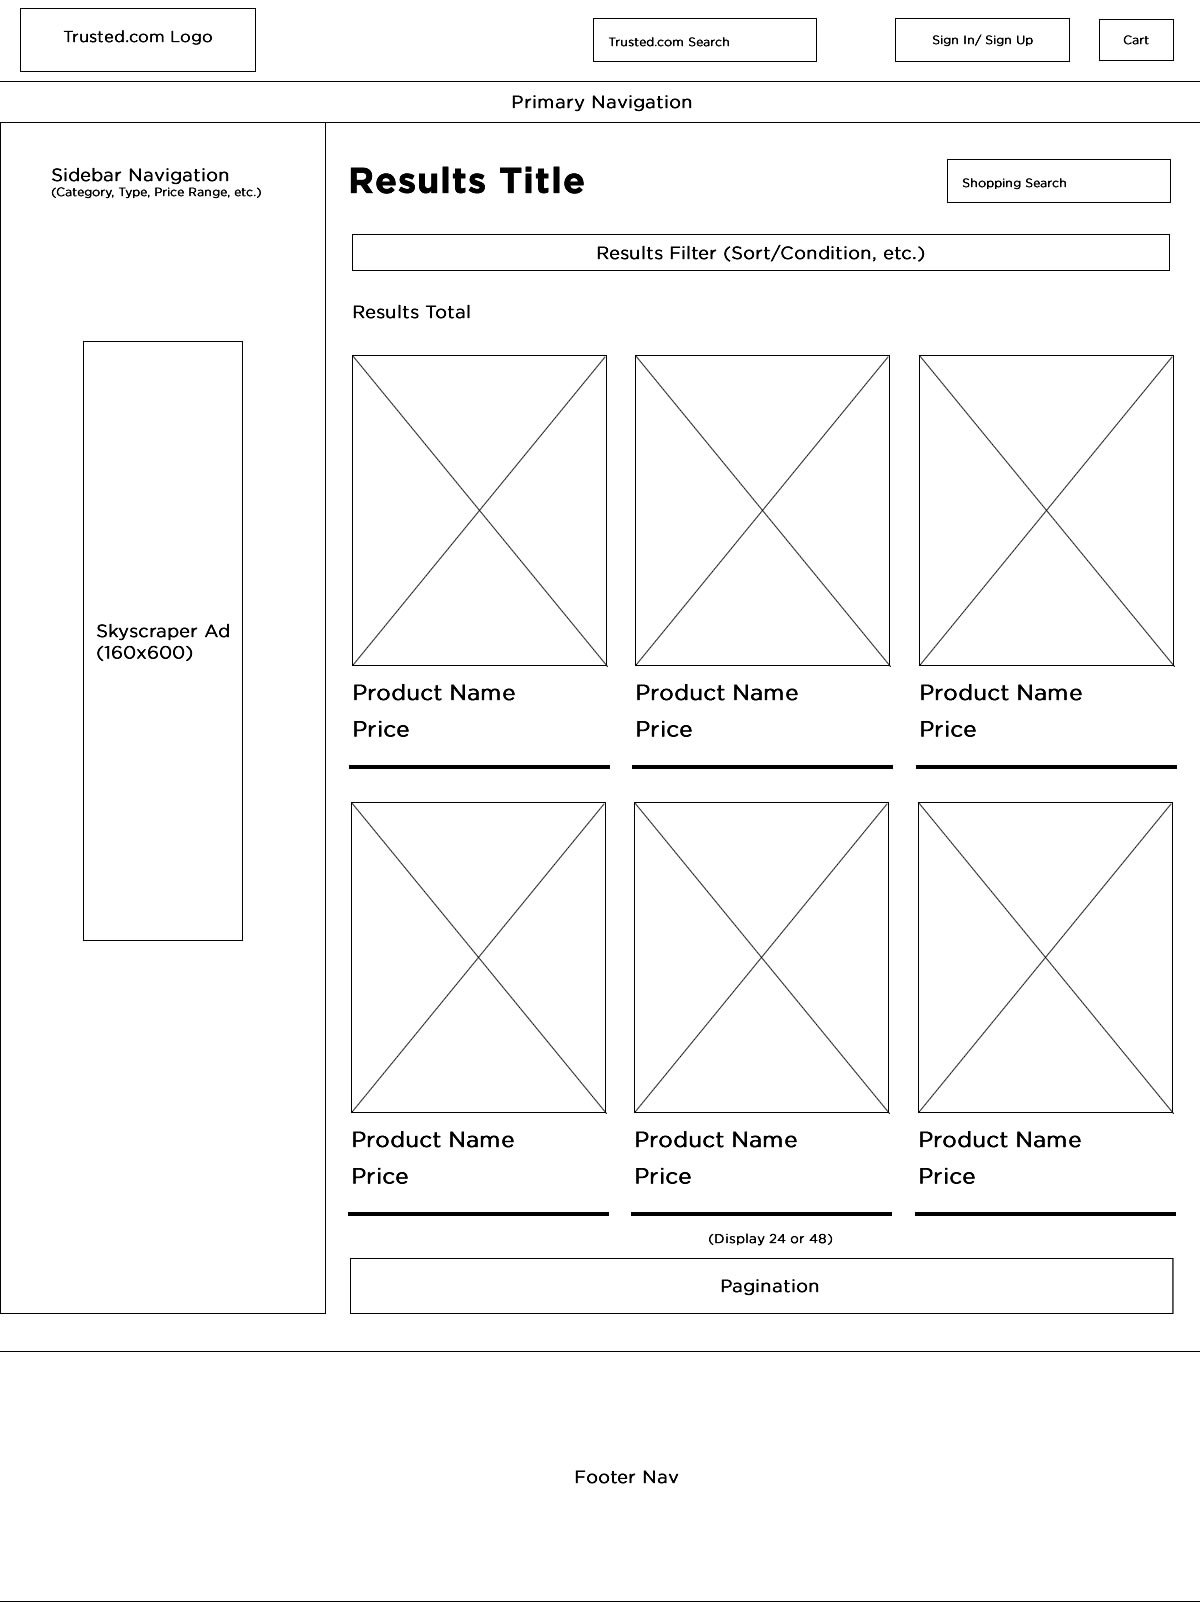 Trusted.com Logo
Trusted.com Search
Sign In/ Sign Up
Cart
Primary Navigation
Sidebar Navigation
(Category, Type, Price Range, etc.)
Skyscraper Ad
(160x600)
Results Title
Shopping Search
Results Filter (Sort/Condition, etc.)
Results Total
Product Name
Price
Product Name
Price
Product Name
Price
Product Name
Price
Product Name
Price
Product Name
Price
(Display 24 or 48)
Pagination
Footer Nav